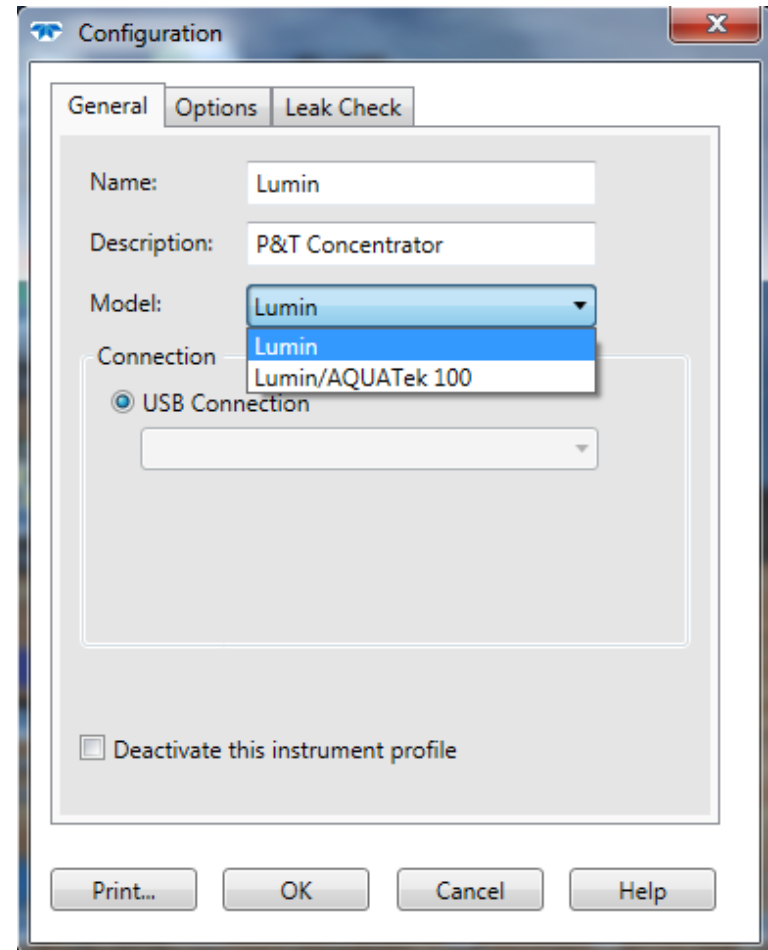 Configuration
General Options Leak Check
Name: Lumin
Description: P&T Concentrator
Model: Lumin
Lumin
Connection
Lumin/AQUATek 100
USB Connection
Deactivate this instrument profile
Print... OK Cancel Help